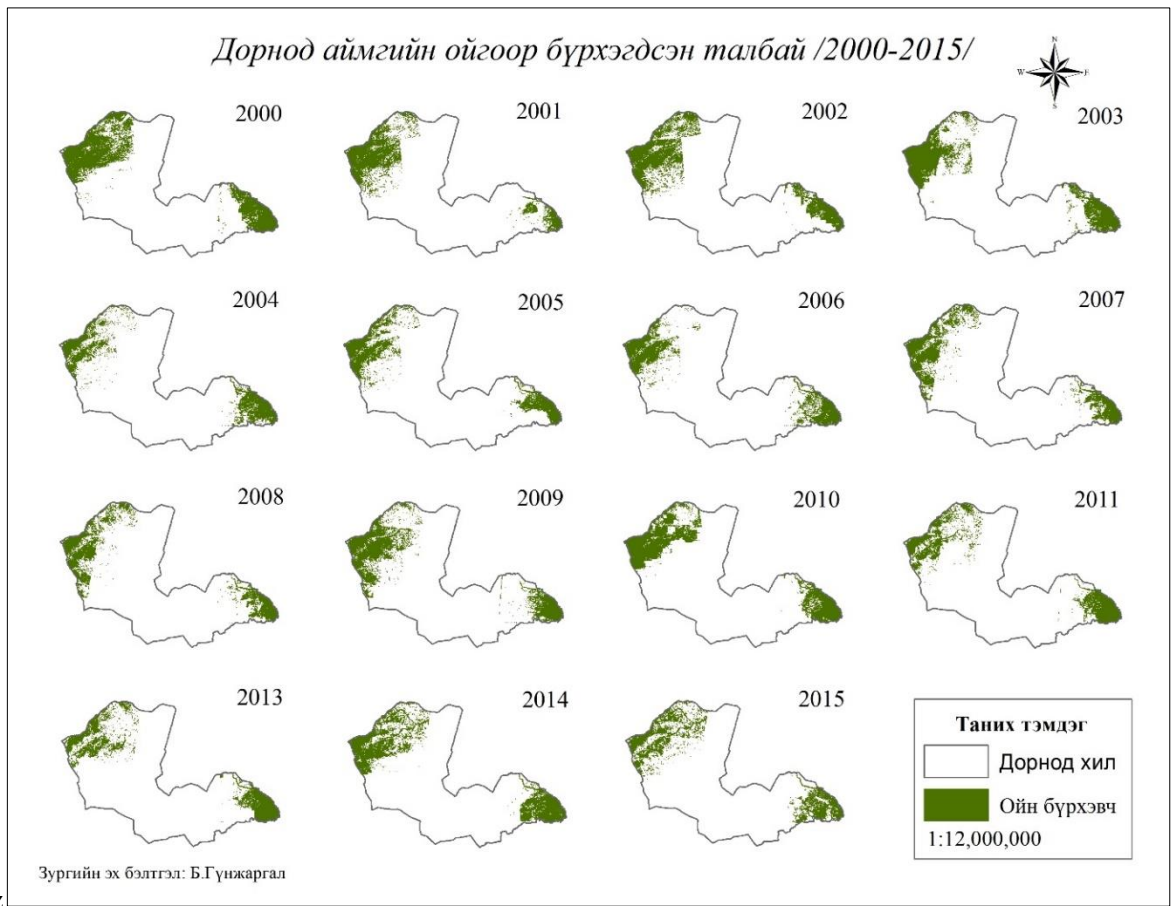 Дорнод аймгийн ойгоор бүрхэгдсэн талбай /2000-2015/
N
W E
S
2000 2001 2002 2003
2004 2005 2006 2007
2008 2009 2010 2011
2013 2014 2015
Таних тэмдэг
Дорнод хил
Ойн бүрхэвч
1:12,000,000
Зургийн эх бэлтгэл: Б.Гүнжаргал